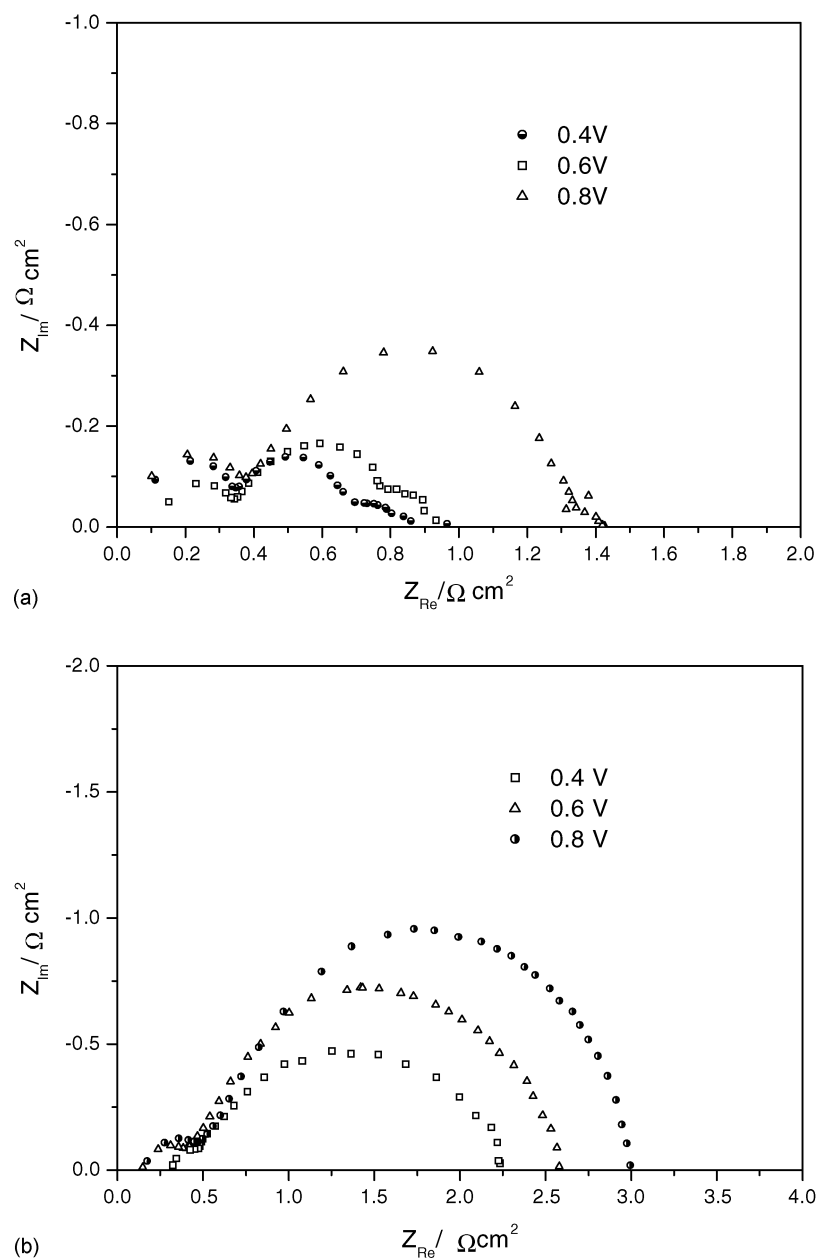 -1.0
-0.8
-0.6
-0.4
-0.2
0.0
Z_Im/ Ω cm²
0.4V
0.6V
0.8V
0.0 0.2 0.4 0.6 0.8 1.0 1.2 1.4 1.6 1.8 2.0
Z_Re/Ω cm²
(a)
-2.0
-1.5
-1.0
-0.5
0.0
Z_Im/ Ω cm²
0.4 V
0.6 V
0.8 V
0.0 0.5 1.0 1.5 2.0 2.5 3.0 3.5 4.0
Z_Re/ Ωcm²
(b)